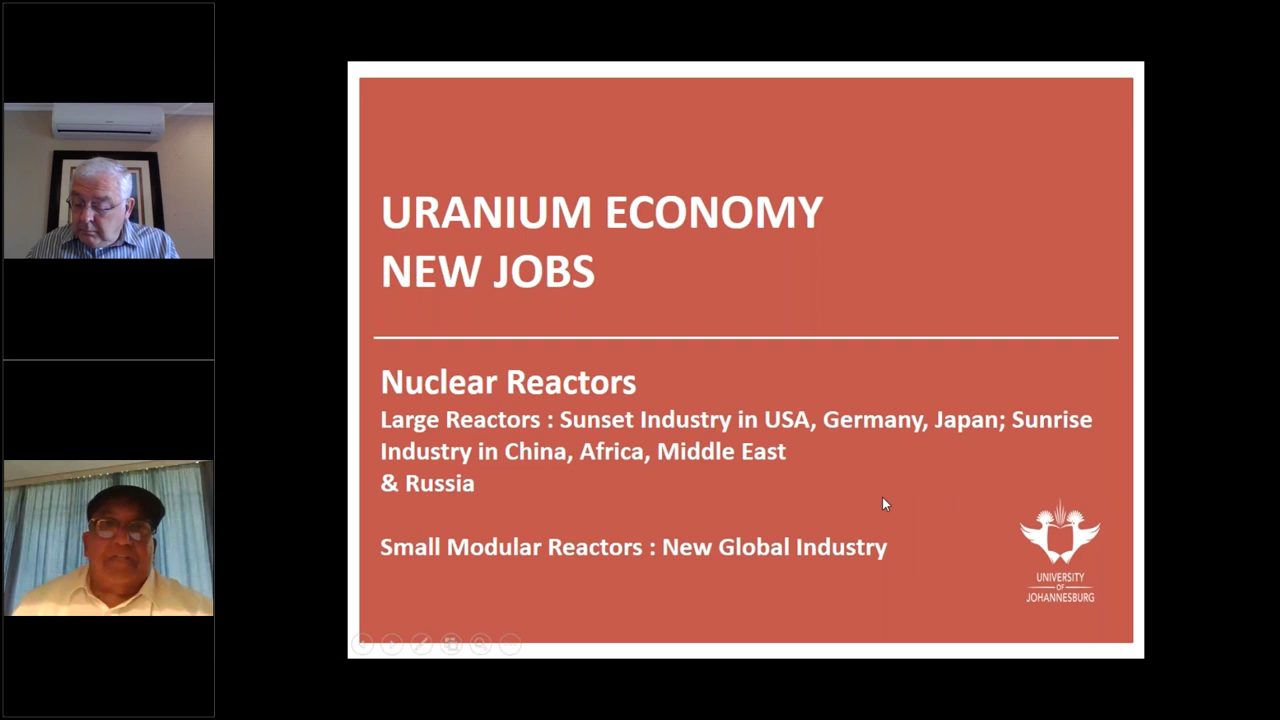 URANIUM ECONOMY
NEW JOBS
Nuclear Reactors
Large Reactors : Sunset Industry in USA, Germany, Japan; Sunrise
Industry in China, Africa, Middle East
& Russia
Small Modular Reactors : New Global Industry
UNIVERSITY
OF
JOHANNESBURG